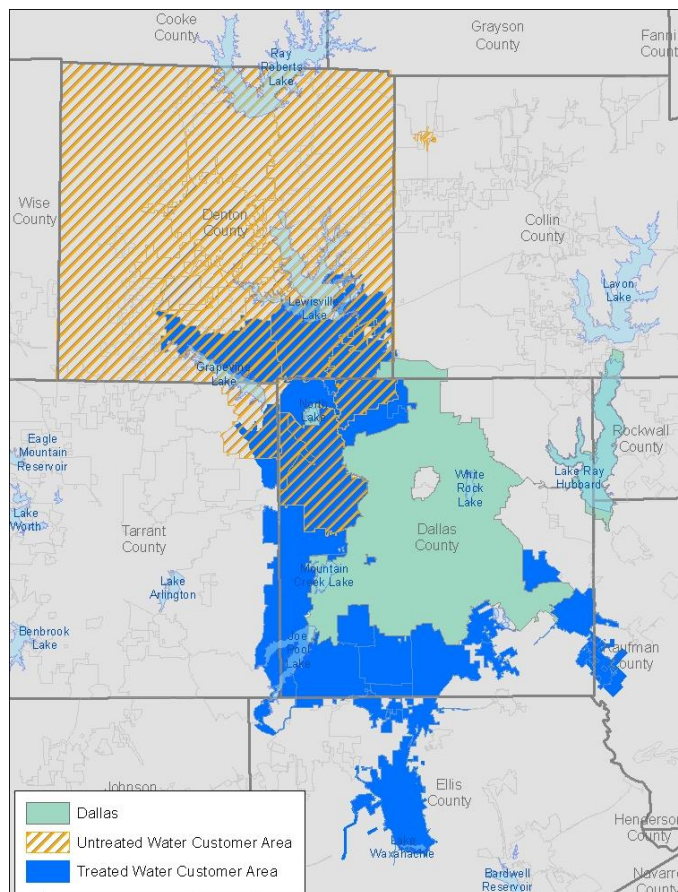 Cooke
County
Grayson
County
Fanni
Count
Ray
Roberts
Lake
Wise
County
Denton
County
Collin
County
Lavon
Lake
Lewisville
Lake
Grapevine
Lake
North
Lake
Eagle
Mountain
Reservoir
Rockwall
County
White
Rock
Lake
Lake Ray
Hubbard
Lake
Worth
Tarrant
County
Dallas
County
Mountain
Creek Lake
Lake
Arlington
Benbrook
Lake
Joe
Pool
Lake
Kaufman
County
Johnson
Ellis
County
Dallas
Untreated Water Customer Area
Treated Water Customer Area
Lake
Waxahachie
Bardwell
Reservoir
Henderson
County
Navarro
County